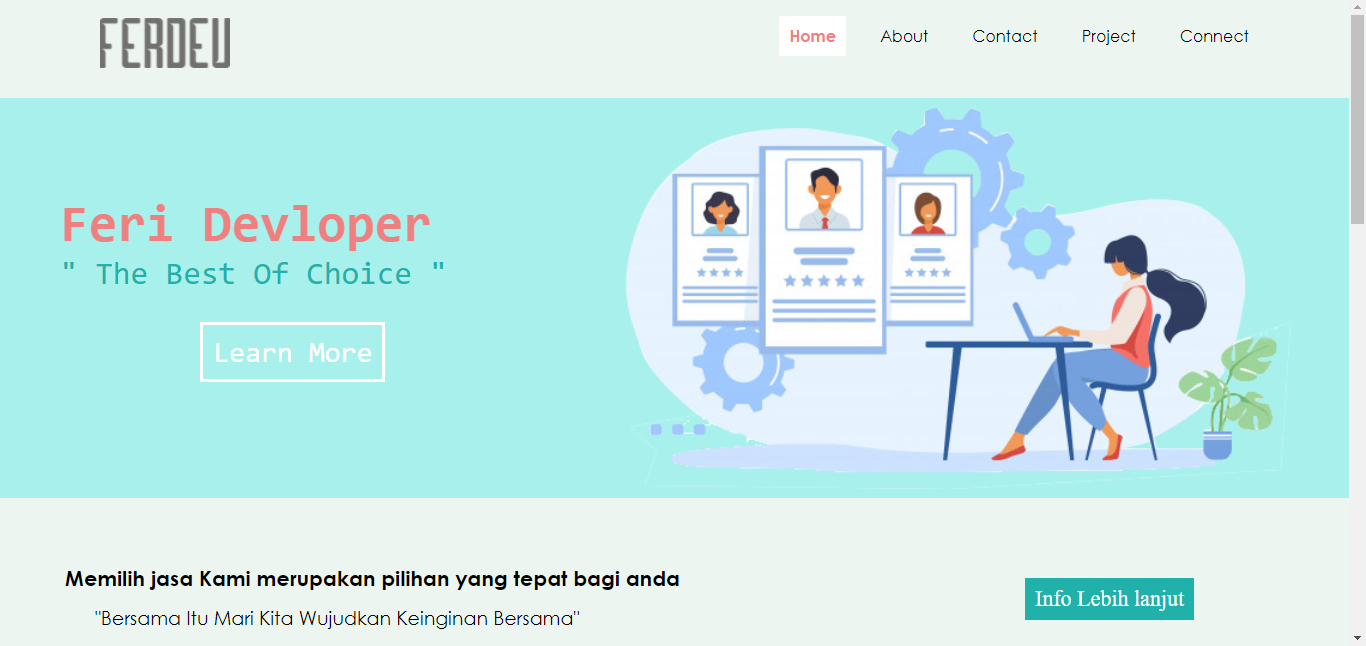 FERDEV
Home About Contact Project Connect
Feri Devloper
" The Best Of Choice "
Learn More
Memilih jasa Kami merupakan pilihan yang tepat bagi anda
"Bersama Itu Mari Kita Wujudkan Keinginan Bersama"
Info Lebih lanjut